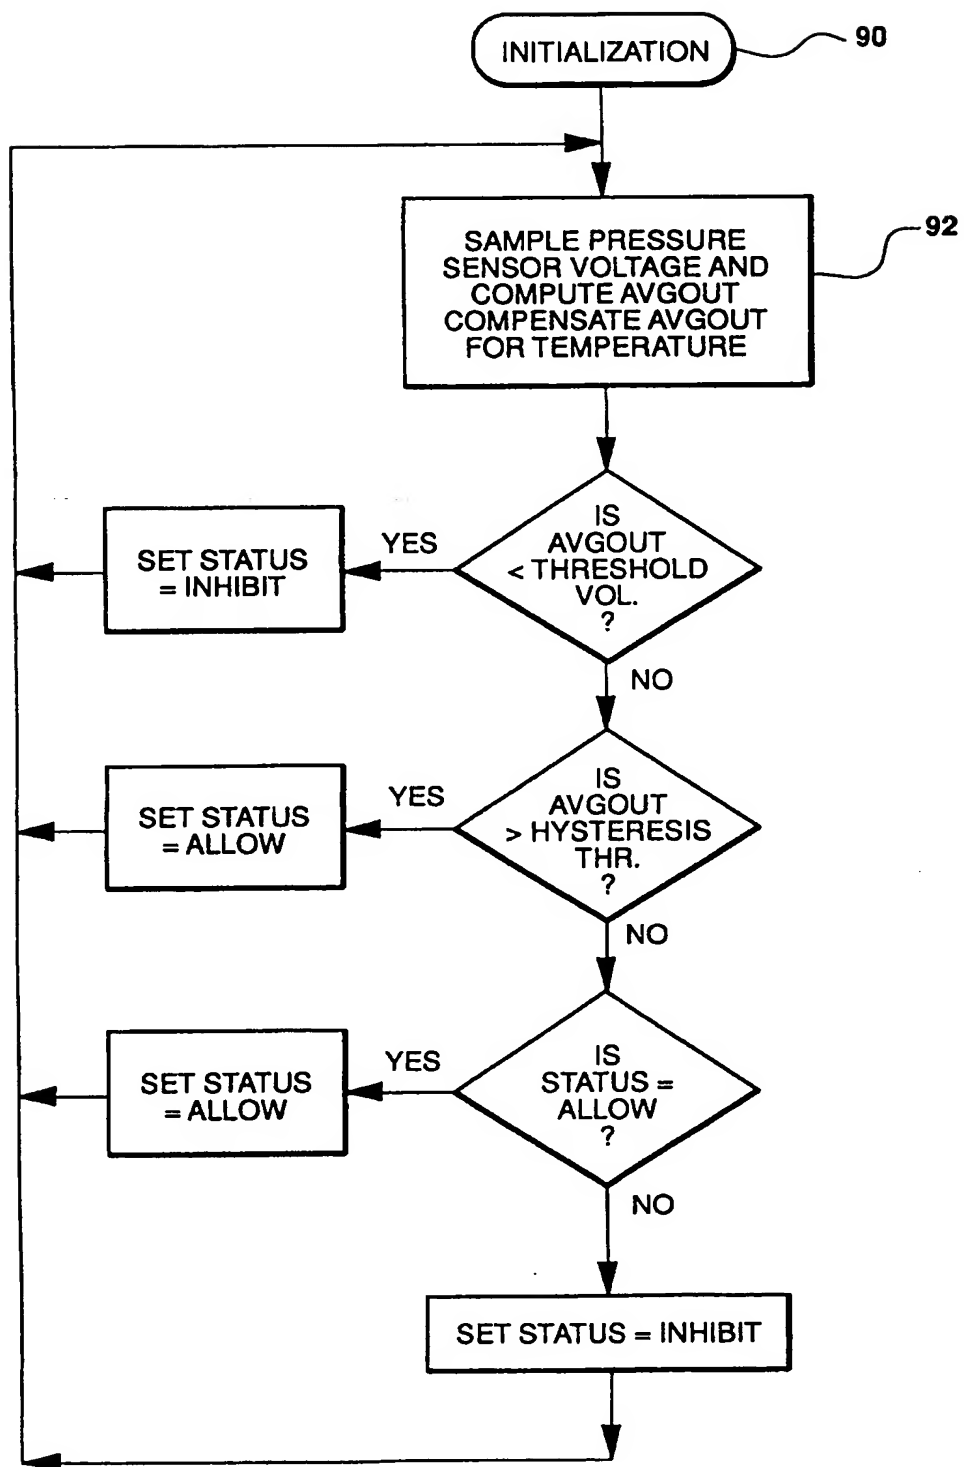 INITIALIZATION
90
SAMPLE PRESSURE
SENSOR VOLTAGE AND
COMPUTE AVGOUT
COMPENSATE AVGOUT
FOR TEMPERATURE
92
IS
AVGOUT
< THRESHOLD
VOL.
?
YES
SET STATUS
= INHIBIT
NO
IS
AVGOUT
> HYSTERESIS
THR.
?
YES
SET STATUS
= ALLOW
NO
IS
STATUS =
ALLOW
?
YES
SET STATUS
= ALLOW
NO
SET STATUS = INHIBIT